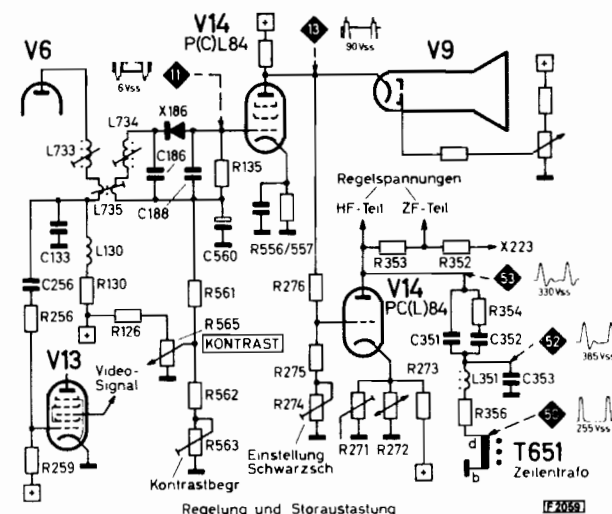 V6
V14
P(C)L84
13
90Vss
V9
11
6Vss
X186
L733
L734
C186
L735
C188
R135
C133
L130
C560
R556/557
C256
R130
R256
R126
R561
R565
KONTRAST
V13
Video-
Signal
R562
R563
R259
Kontrastbegr
Regelspannungen
HF-Teil
ZF-Teil
R353
R352
X223
R276
V14
PC(L)84
53
330Vss
R354
C351
C352
52
385Vss
R275
R273
L351
C353
R274
R271
R272
R356
50
255Vss
Einstellung
Schwarzsch
d
b
T651
Zeilentrafo
Regelung und Storaustastung
F2059